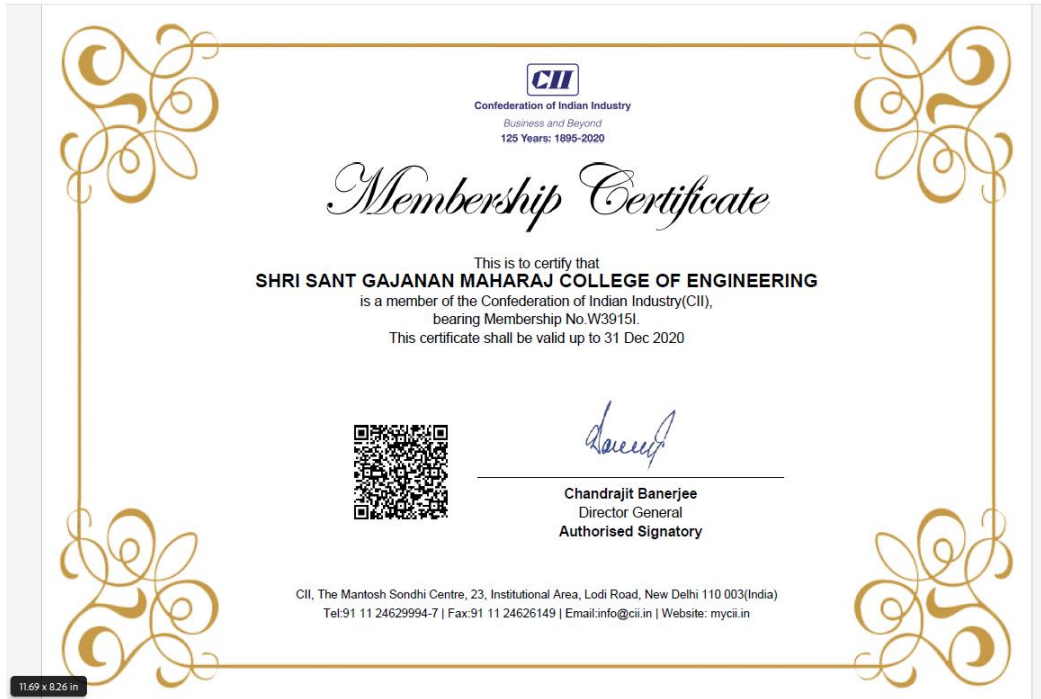 CII
Confederation of Indian Industry
Business and Beyond
125 Years: 1895-2020
Membership Certificate
This is to certify that
SHRI SANT GAJANAN MAHARAJ COLLEGE OF ENGINEERING
is a member of the Confederation of Indian Industry(CII),
bearing Membership No.W3915I.
This certificate shall be valid up to 31 Dec 2020
Chandrajit Banerjee
Director General
Authorised Signatory
CII, The Mantosh Sondhi Centre, 23, Institutional Area, Lodi Road, New Delhi 110 003(India)
Tel:91 11 24629994-7 | Fax:91 11 24626149 | Email:info@cii.in | Website: mycii.in
11.69 x 8.26 in